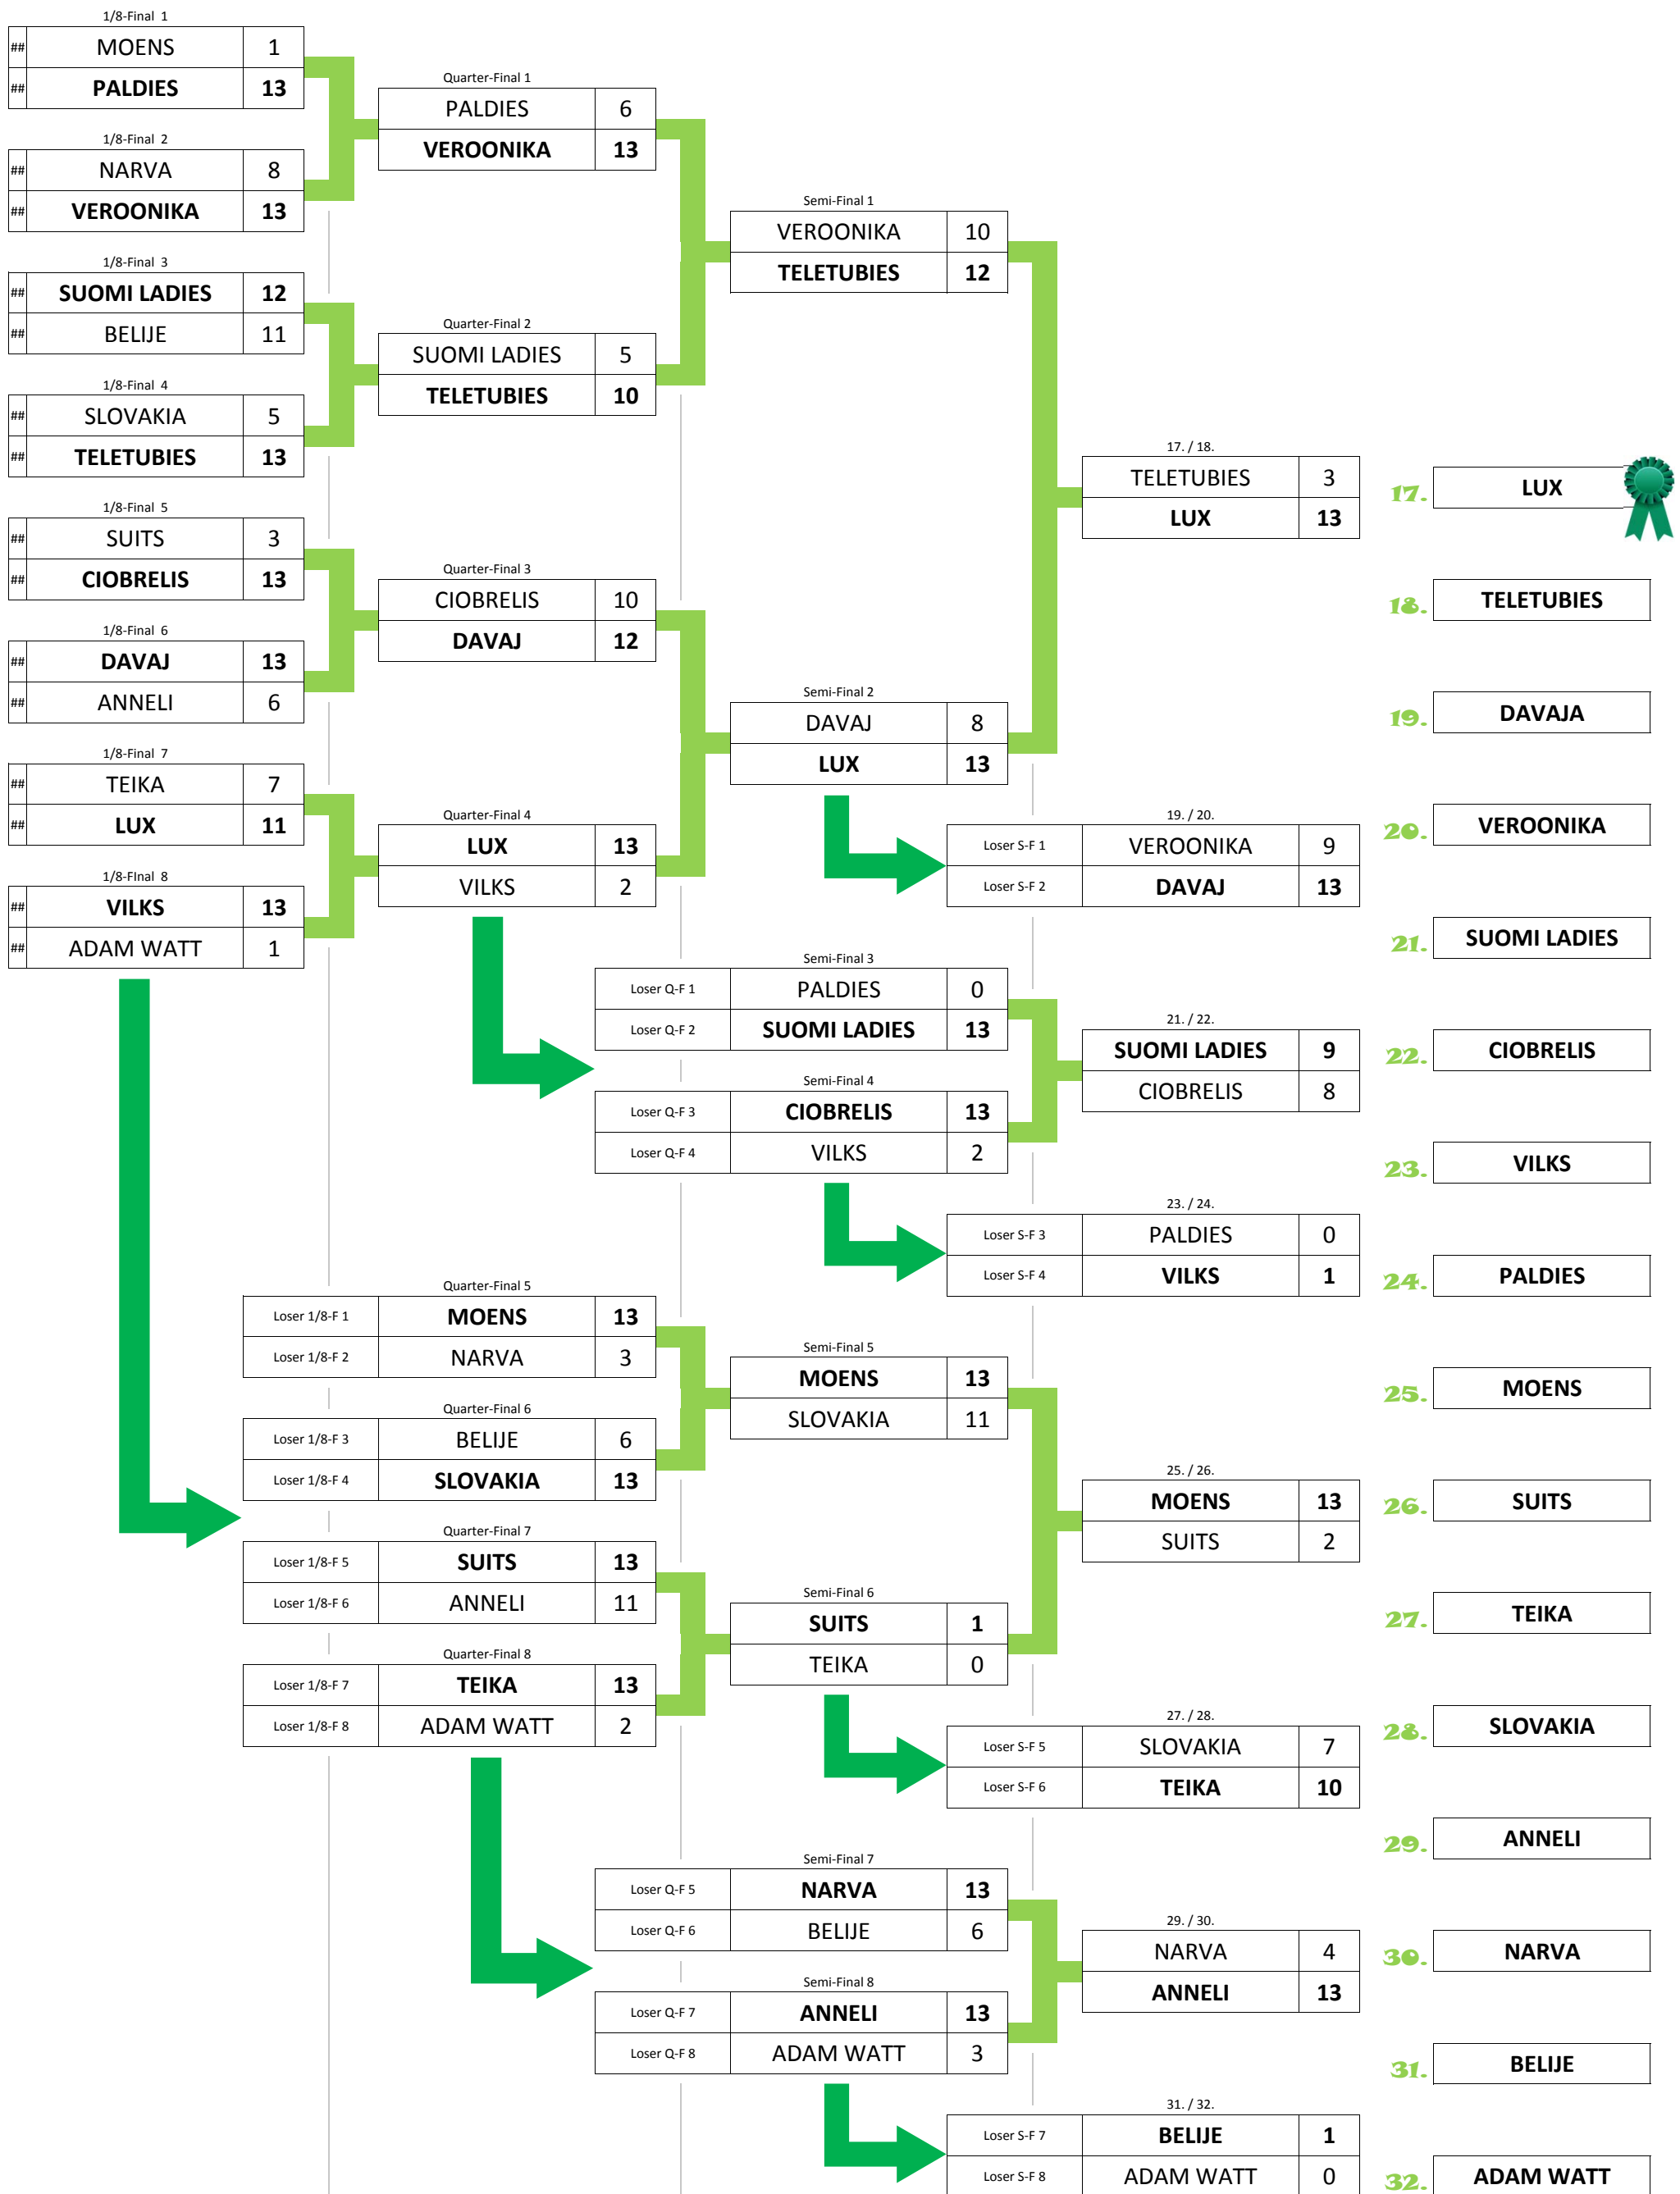 1/8-Final 1
## MOENS 1
## PALDIES 13
1/8-Final 2
## NARVA 8
## VEROONIKA 13
1/8-Final 3
## SUOMI LADIES 12
## BELIJE 11
1/8-Final 4
## SLOVAKIA 5
## TELETUBIES 13
1/8-Final 5
## SUITS 3
## CIOBRELIS 13
1/8-Final 6
## DAVAJ 13
## ANNELI 6
1/8-Final 7
## TEIKA 7
## LUX 11
1/8-FInal 8
## VILKS 13
## ADAM WATT 1
Quarter-Final 1
PALDIES 6
VEROONIKA 13
Quarter-Final 2
SUOMI LADIES 5
TELETUBIES 10
Quarter-Final 3
CIOBRELIS 10
DAVAJ 12
Quarter-Final 4
LUX 13
VILKS 2
Quarter-Final 5
Loser 1/8-F 1 MOENS 13
Loser 1/8-F 2 NARVA 3
Quarter-Final 6
Loser 1/8-F 3 BELIJE 6
Loser 1/8-F 4 SLOVAKIA 13
Quarter-Final 7
Loser 1/8-F 5 SUITS 13
Loser 1/8-F 6 ANNELI 11
Quarter-Final 8
Loser 1/8-F 7 TEIKA 13
Loser 1/8-F 8 ADAM WATT 2
Semi-Final 1
VEROONIKA 10
TELETUBIES 12
Semi-Final 2
DAVAJ 8
LUX 13
Semi-Final 3
Loser Q-F 1 PALDIES 0
Loser Q-F 2 SUOMI LADIES 13
Semi-Final 4
Loser Q-F 3 CIOBRELIS 13
Loser Q-F 4 VILKS 2
Semi-Final 5
MOENS 13
SLOVAKIA 11
Semi-Final 6
SUITS 1
TEIKA 0
Semi-Final 7
Loser Q-F 5 NARVA 13
Loser Q-F 6 BELIJE 6
Semi-Final 8
Loser Q-F 7 ANNELI 13
Loser Q-F 8 ADAM WATT 3
17. / 18.
TELETUBIES 3
LUX 13
19. / 20.
Loser S-F 1 VEROONIKA 9
Loser S-F 2 DAVAJ 13
21. / 22.
SUOMI LADIES 9
CIOBRELIS 8
23. / 24.
Loser S-F 3 PALDIES 0
Loser S-F 4 VILKS 1
25. / 26.
MOENS 13
SUITS 2
27. / 28.
Loser S-F 5 SLOVAKIA 7
Loser S-F 6 TEIKA 10
29. / 30.
NARVA 4
ANNELI 13
31. / 32.
Loser S-F 7 BELIJE 1
Loser S-F 8 ADAM WATT 0
17. LUX
18. TELETUBIES
19. DAVAJA
20. VEROONIKA
21. SUOMI LADIES
22. CIOBRELIS
23. VILKS
24. PALDIES
25. MOENS
26. SUITS
27. TEIKA
28. SLOVAKIA
29. ANNELI
30. NARVA
31. BELIJE
32. ADAM WATT